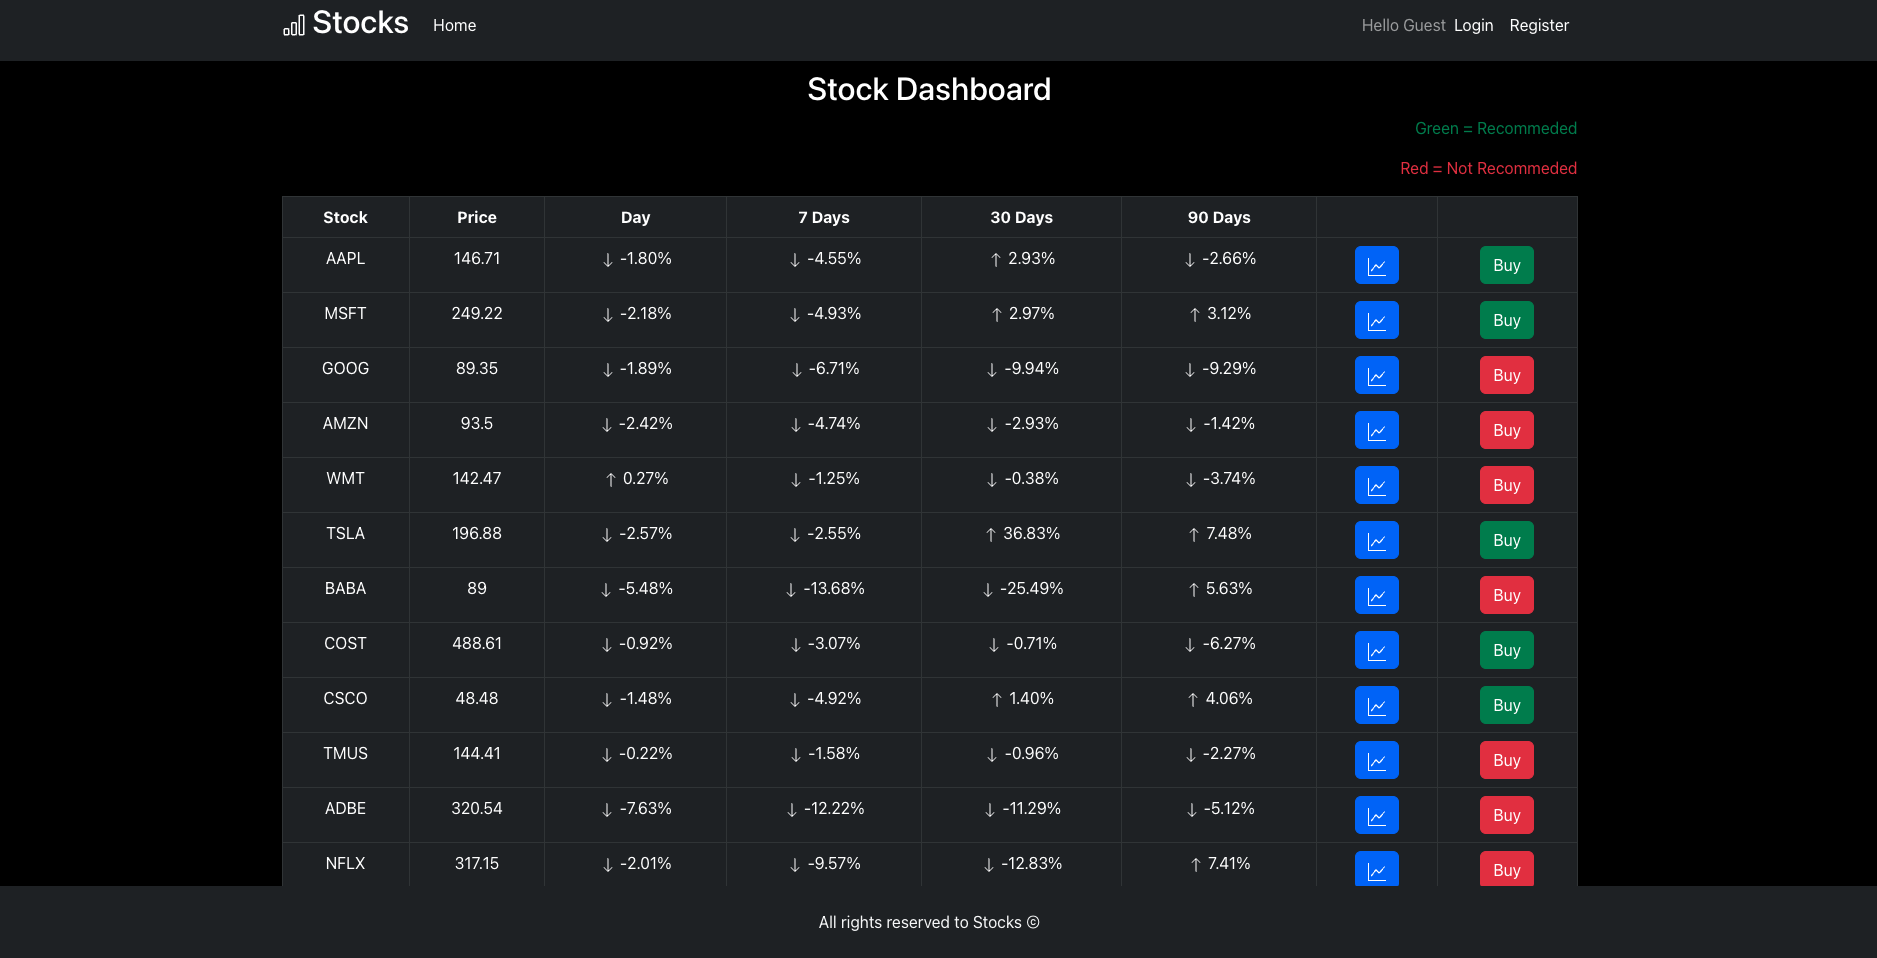 Stocks Home Hello Guest Login Register
Stock Dashboard
Green = Recommeded
Red = Not Recommeded
Stock Price Day 7 Days 30 Days 90 Days
AAPL 146.71 ↓ -1.80% ↓ -4.55% ↑ 2.93% ↓ -2.66% Buy
MSFT 249.22 ↓ -2.18% ↓ -4.93% ↑ 2.97% ↑ 3.12% Buy
GOOG 89.35 ↓ -1.89% ↓ -6.71% ↓ -9.94% ↓ -9.29% Buy
AMZN 93.5 ↓ -2.42% ↓ -4.74% ↓ -2.93% ↓ -1.42% Buy
WMT 142.47 ↑ 0.27% ↓ -1.25% ↓ -0.38% ↓ -3.74% Buy
TSLA 196.88 ↓ -2.57% ↓ -2.55% ↑ 36.83% ↑ 7.48% Buy
BABA 89 ↓ -5.48% ↓ -13.68% ↓ -25.49% ↑ 5.63% Buy
COST 488.61 ↓ -0.92% ↓ -3.07% ↓ -0.71% ↓ -6.27% Buy
CSCO 48.48 ↓ -1.48% ↓ -4.92% ↑ 1.40% ↑ 4.06% Buy
TMUS 144.41 ↓ -0.22% ↓ -1.58% ↓ -0.96% ↓ -2.27% Buy
ADBE 320.54 ↓ -7.63% ↓ -12.22% ↓ -11.29% ↓ -5.12% Buy
NFLX 317.15 ↓ -2.01% ↓ -9.57% ↓ -12.83% ↑ 7.41% Buy
All rights reserved to Stocks ©